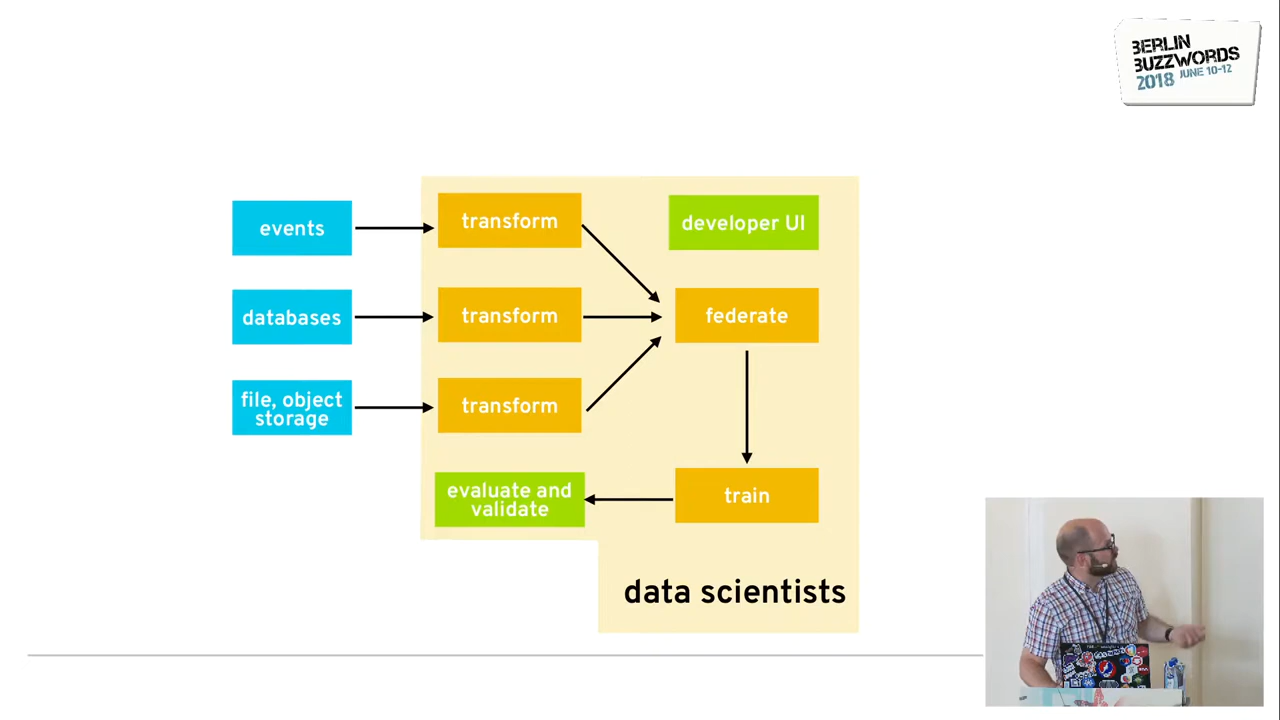 BERLIN
BUZZWORDS
2018 JUNE 10-12
events
transform
developer UI
databases
transform
federate
file, object
storage
transform
evaluate and
validate
train
data scientists